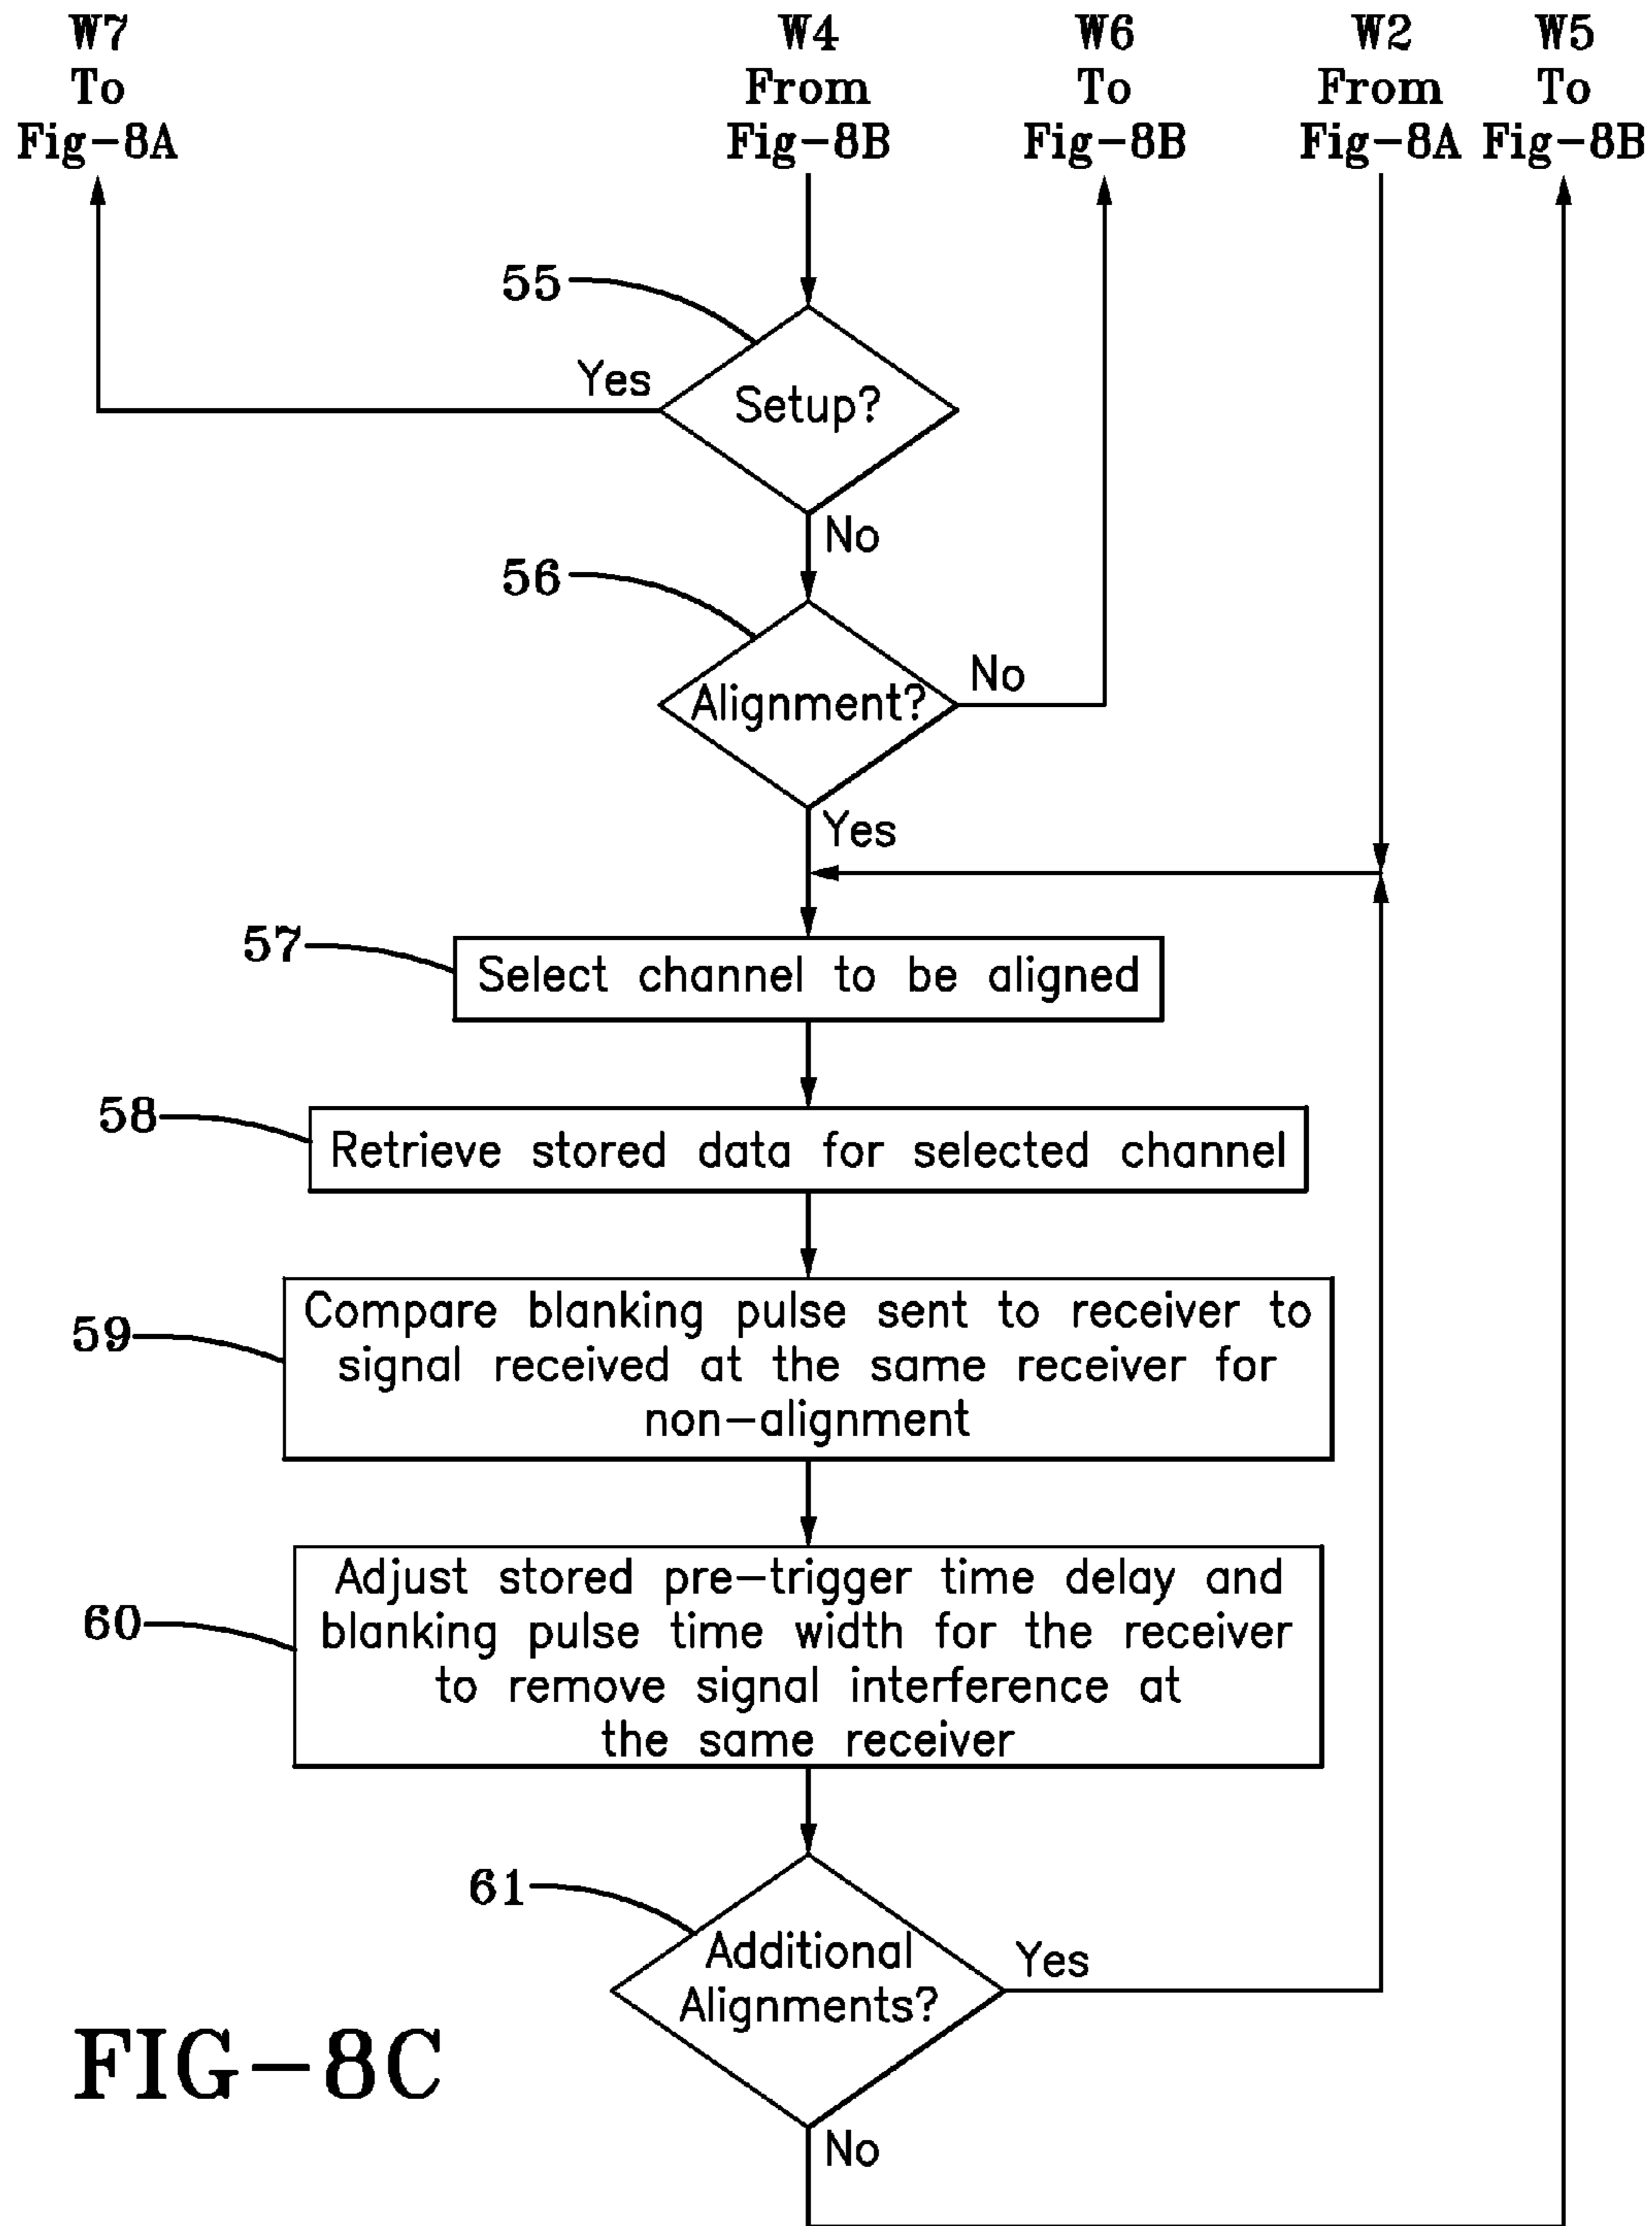 W7
To
Fig-8A
W4
From
Fig-8B
W6
To
Fig-8B
W2
From
Fig-8A
W5
To
Fig-8B
55
Yes
Setup?
No
56
Alignment?
No
Yes
57
Select channel to be aligned
58
Retrieve stored data for selected channel
59
Compare blanking pulse sent to receiver to
signal received at the same receiver for
non-alignment
60
Adjust stored pre-trigger time delay and
blanking pulse time width for the receiver
to remove signal interference at
the same receiver
61
Additional
Alignments?
Yes
No
FIG-8C